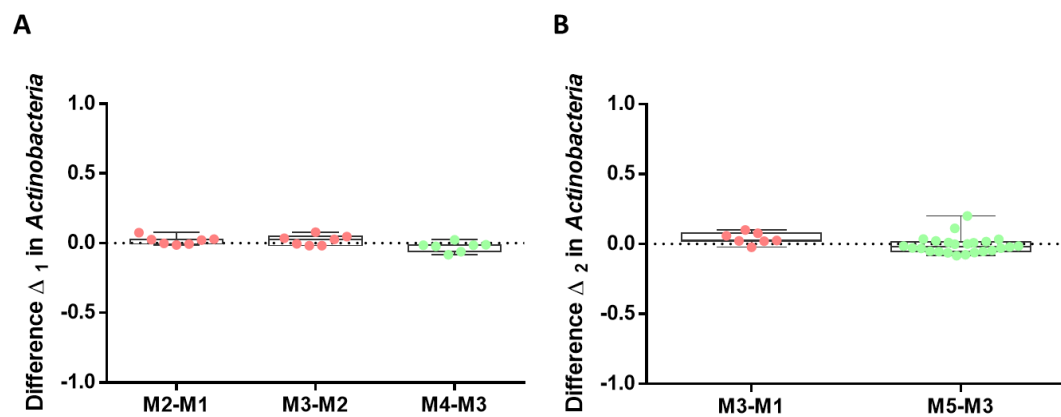 A
B
Difference Δ 1 in Actinobacteria
1.0
0.5
0.0
-0.5
-1.0
M2-M1 M3-M2 M4-M3
Difference Δ 2 in Actinobacteria
1.0
0.5
0.0
-0.5
-1.0
M3-M1 M5-M3